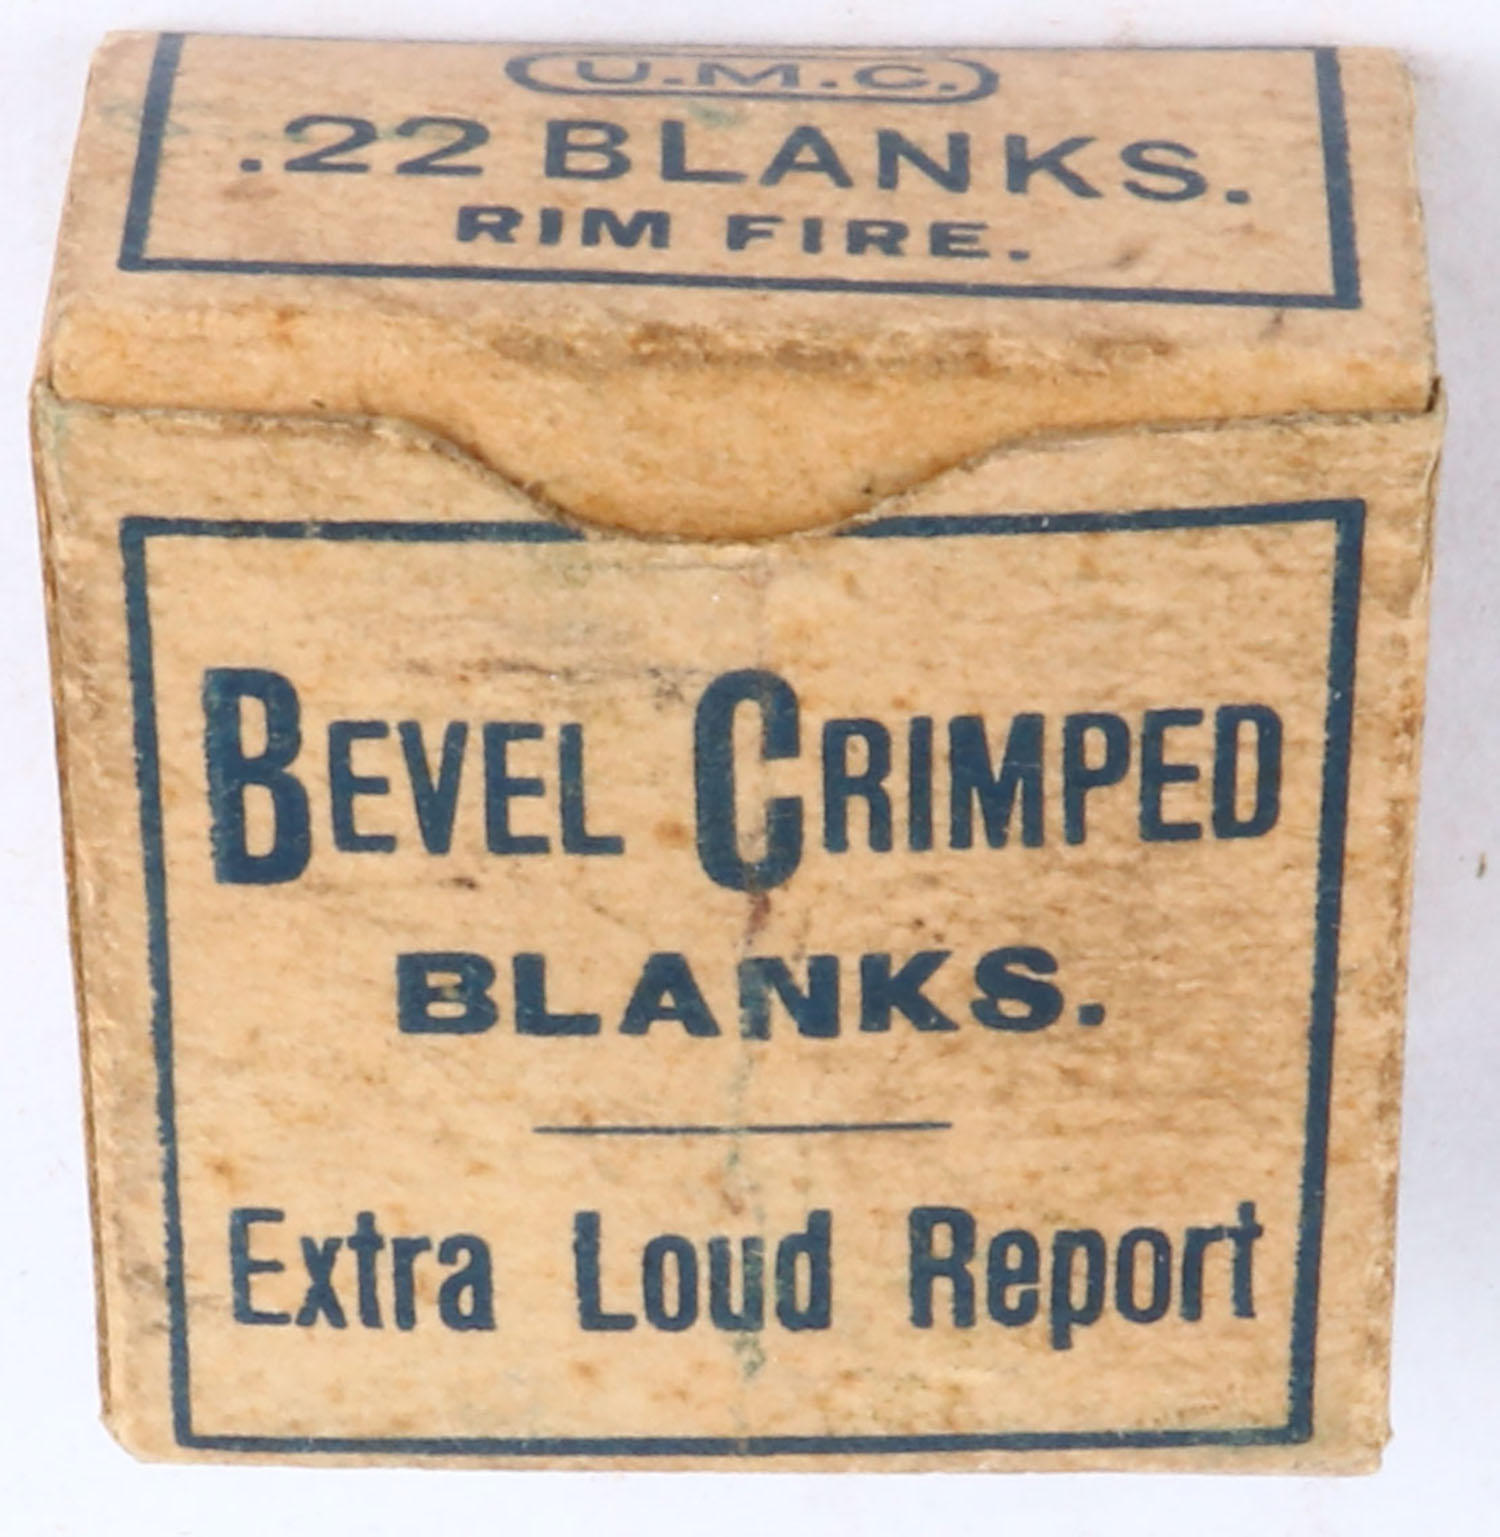 U.M.C.
.22 BLANKS.
RIM FIRE.
BEVEL CRIMPED
BLANKS.
Extra Loud Report